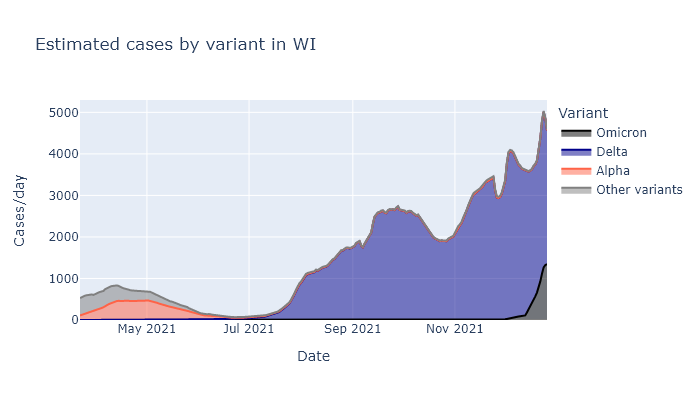 Estimated cases by variant in WI
Variant
Omicron
Delta
Alpha
Other variants
Cases/day
5000
4000
3000
2000
1000
0
May 2021
Jul 2021
Sep 2021
Nov 2021
Date